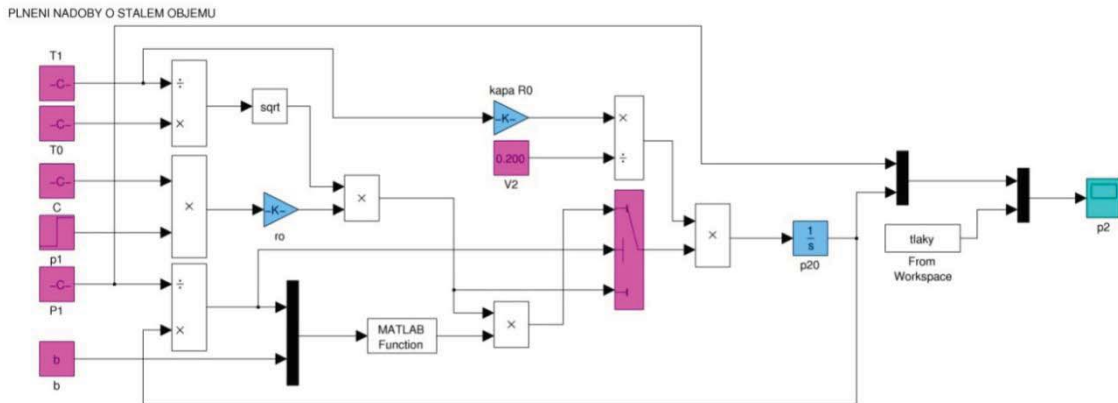 PLNENI NADOBY O STALEM OBJEMU
T1
-C-
÷
×
sqrt
-C-
T0
kapa R0
-K-
×
÷
0.200
V2
-C-
C
×
-K-
ro
×
p1
×
1
s
p20
tlaky
From
Workspace
p2
-C-
P1
÷
×
MATLAB
Function
×
b
b